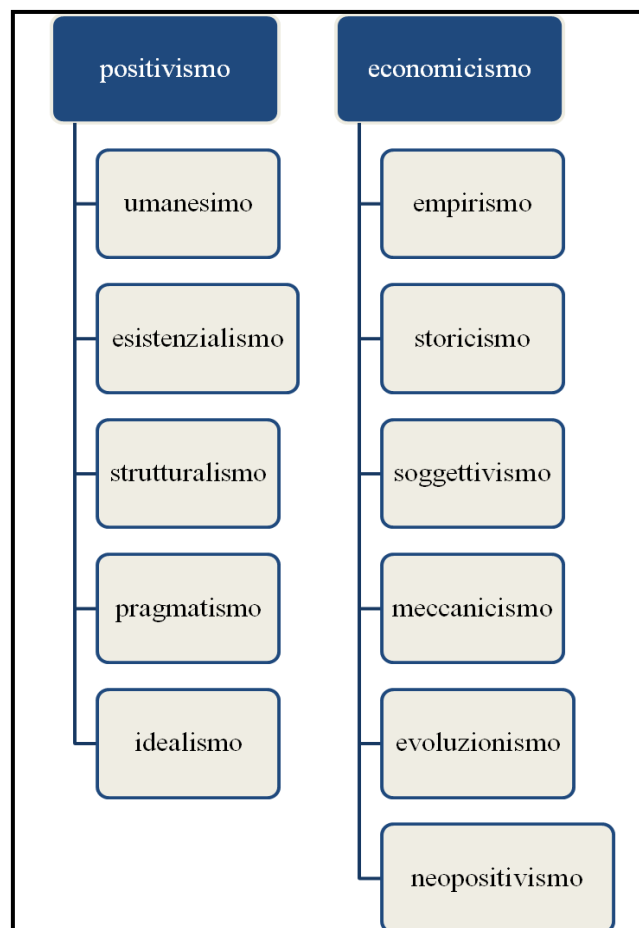 positivismo
umanesimo
esistenzialismo
strutturalismo
pragmatismo
idealismo
economicismo
empirismo
storicismo
soggettivismo
meccanicismo
evoluzionismo
neopositivismo